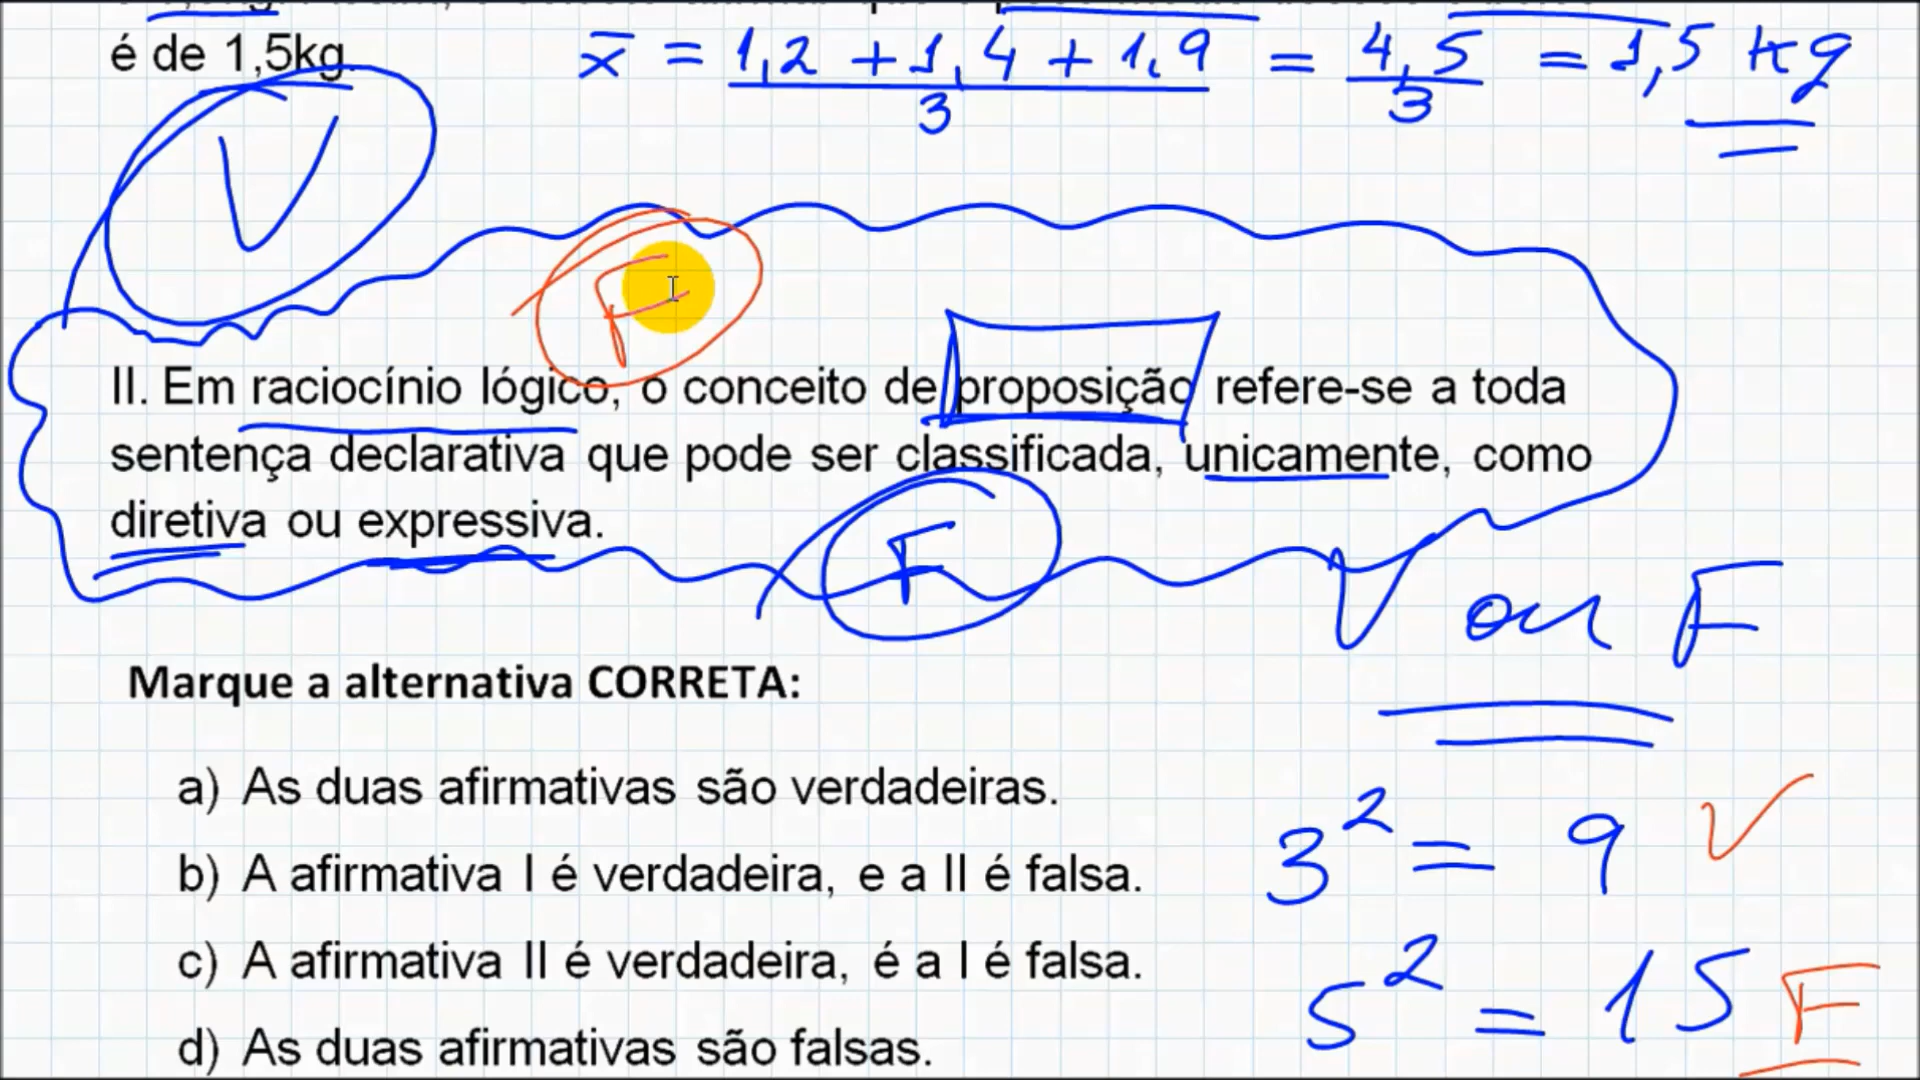 é de 1,5kg.
x̄ = 1,2 + 1,4 + 1,9 / 3 = 4,5 / 3 = 1,5 kg
V
F
II. Em raciocínio lógico, o conceito de proposição refere-se a toda
sentença declarativa que pode ser classificada, unicamente, como
diretiva ou expressiva.
F
V ou F
Marque a alternativa CORRETA:
a) As duas afirmativas são verdadeiras.
b) A afirmativa I é verdadeira, e a II é falsa.
c) A afirmativa II é verdadeira, é a I é falsa.
d) As duas afirmativas são falsas.
3² = 9 ✓
5² = 15 F